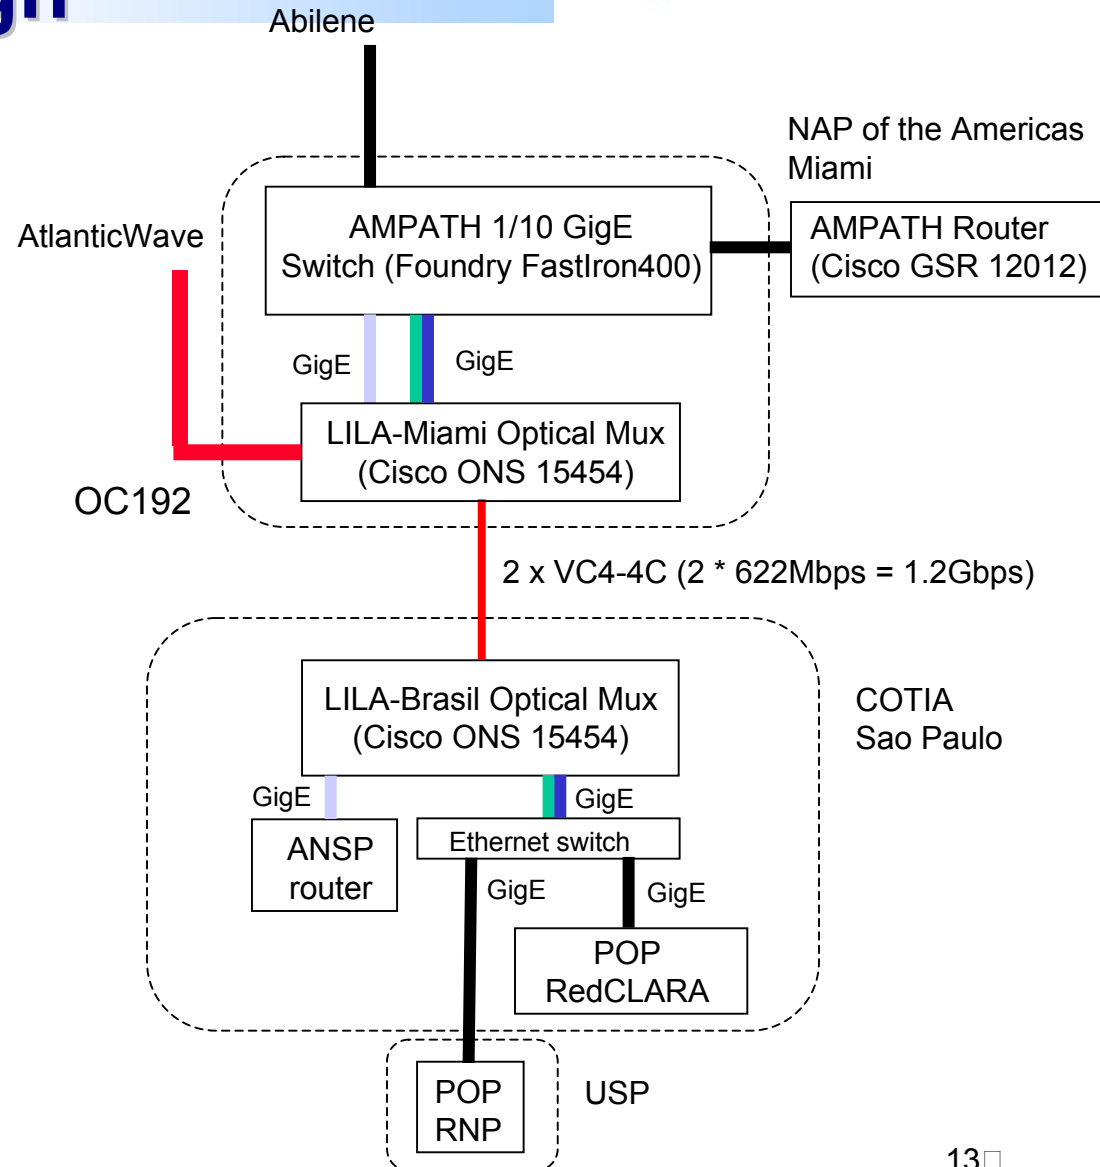 Abilene
NAP of the Americas
Miami
AtlanticWave
AMPATH 1/10 GigE
Switch (Foundry FastIron400)
AMPATH Router
(Cisco GSR 12012)
GigE
GigE
LILA-Miami Optical Mux
(Cisco ONS 15454)
OC192
2 x VC4-4C (2 * 622Mbps = 1.2Gbps)
LILA-Brasil Optical Mux
(Cisco ONS 15454)
COTIA
Sao Paulo
GigE
GigE
ANSP
router
Ethernet switch
GigE
GigE
POP
RedCLARA
POP
RNP
USP
13